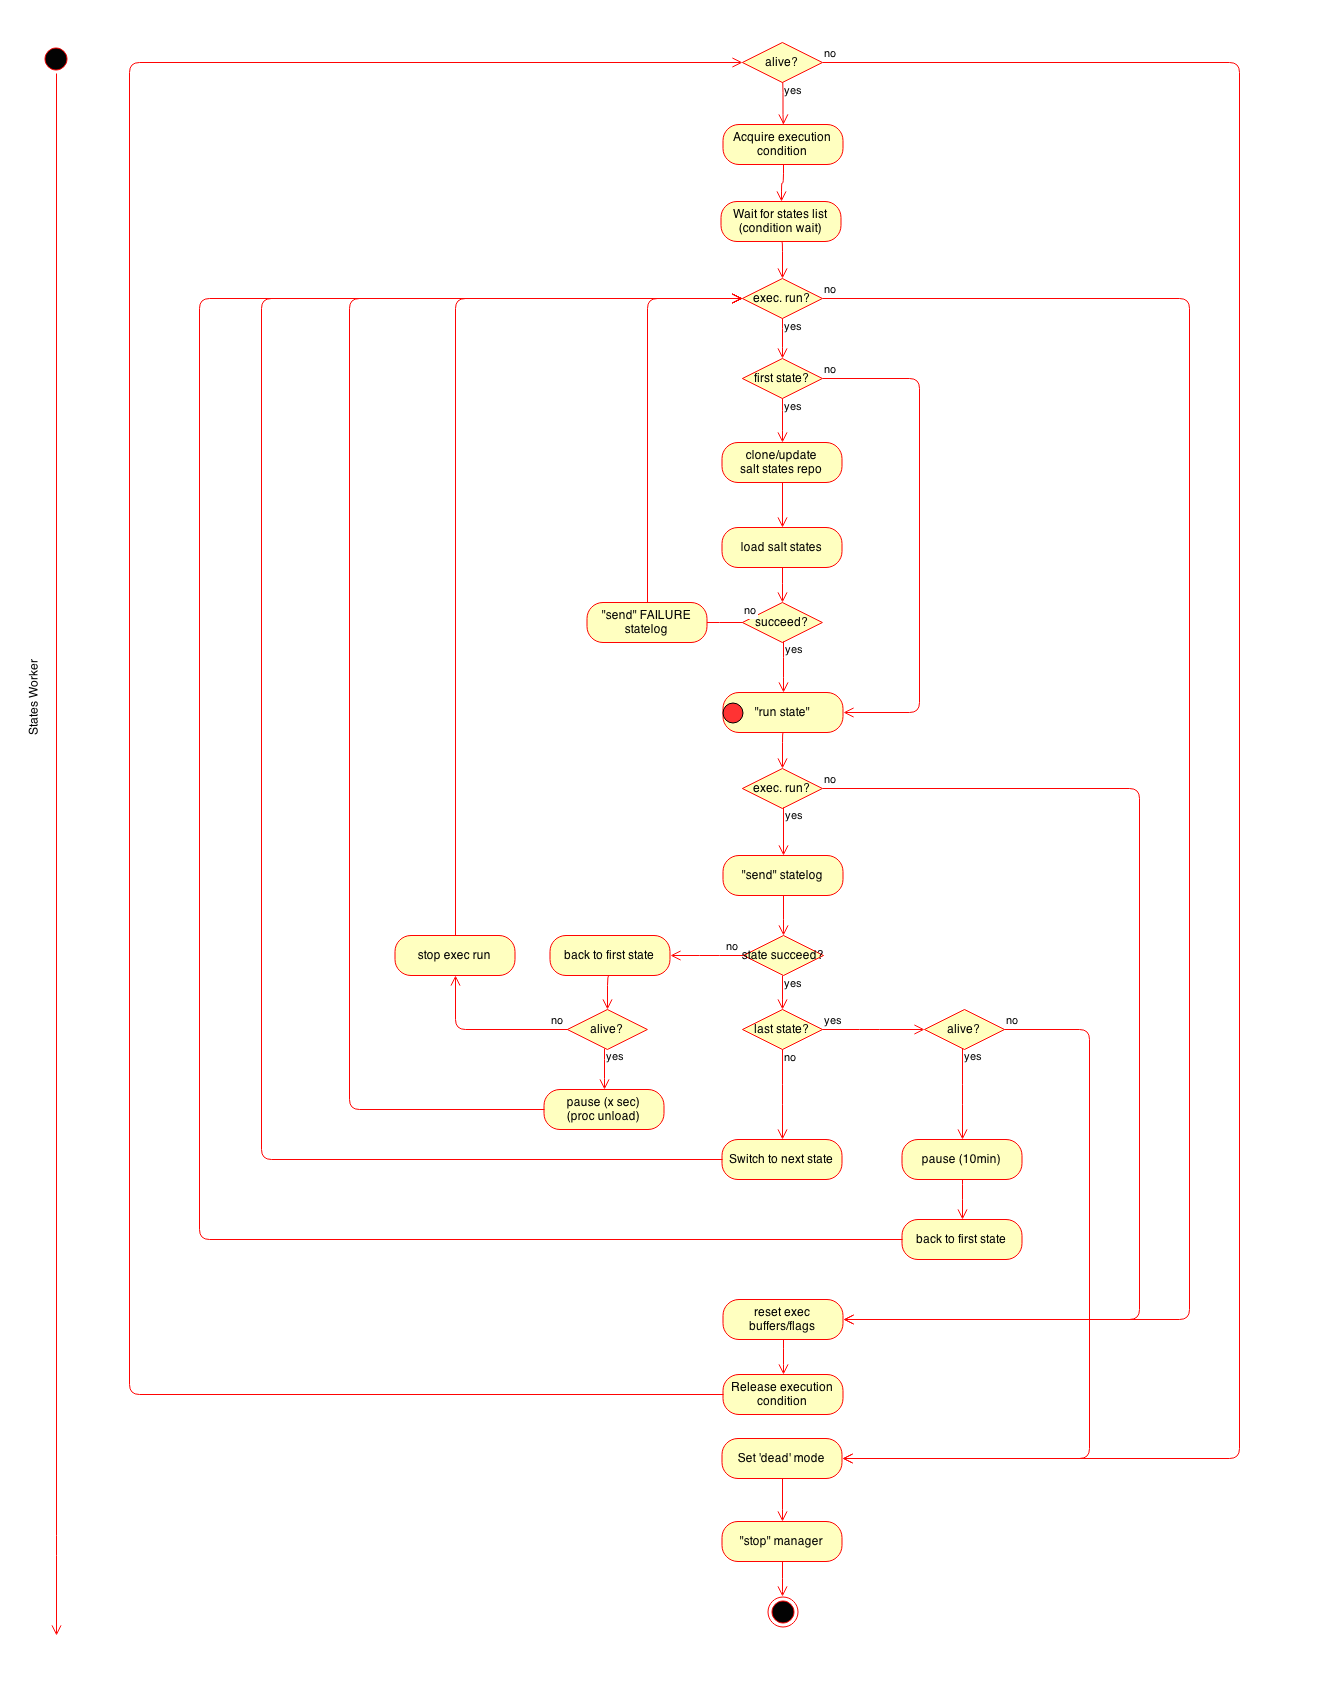 alive?
no
yes
Acquire execution
condition
Wait for states list
(condition wait)
exec. run?
no
yes
first state?
no
yes
clone/update
salt states repo
load salt states
"send" FAILURE
statelog
no
succeed?
yes
States Worker
"run state"
exec. run?
no
yes
"send" statelog
stop exec run
back to first state
no
state succeed?
yes
no
alive?
yes
last state?
yes
no
alive?
no
yes
pause (x sec)
(proc unload)
Switch to next state
pause (10min)
back to first state
reset exec
buffers/flags
Release execution
condition
Set 'dead' mode
"stop" manager